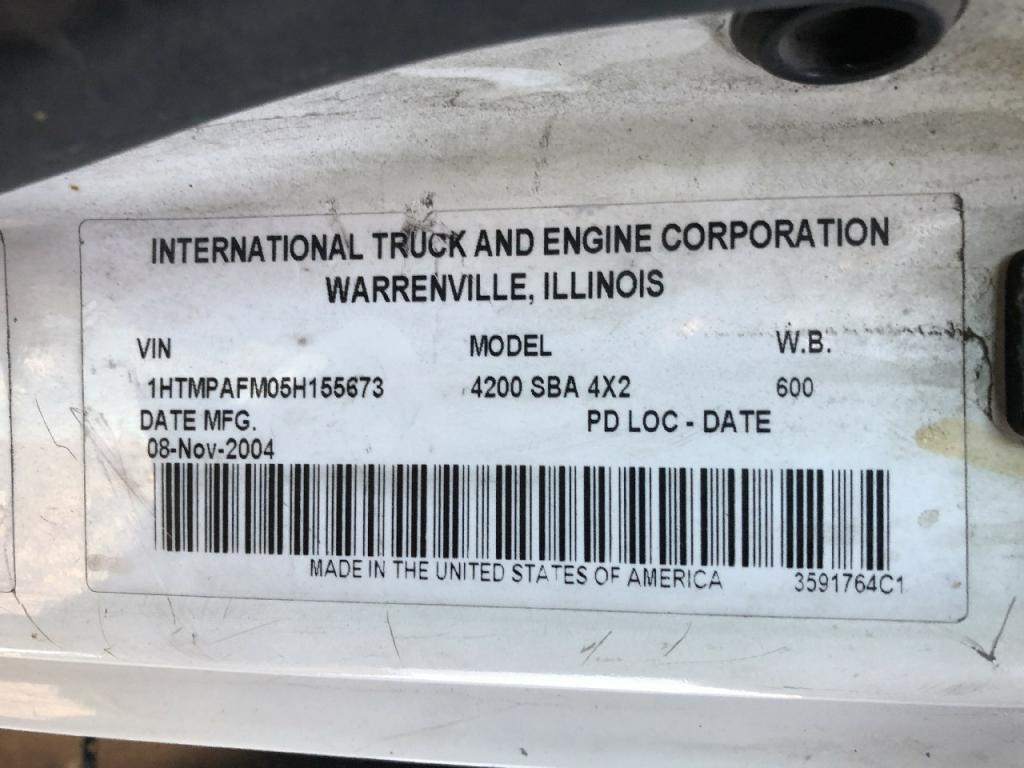 INTERNATIONAL TRUCK AND ENGINE CORPORATION
WARRENVILLE, ILLINOIS
VIN MODEL W.B.
1HTMPAFM05H155673 4200 SBA 4X2 600
DATE MFG. PD LOC - DATE
08-Nov-2004
MADE IN THE UNITED STATES OF AMERICA 3591764C1